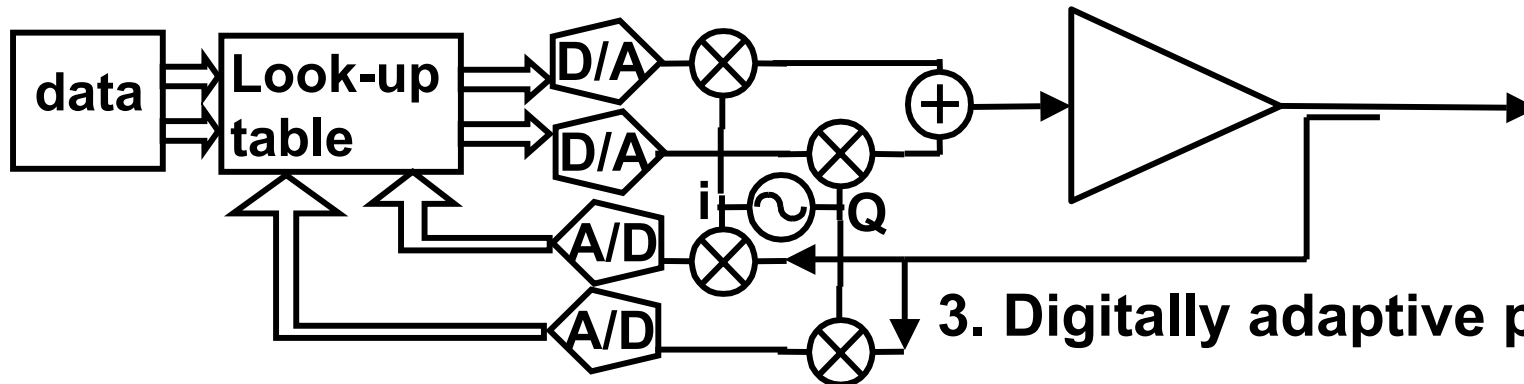 data
Look-up
table
D/A
D/A
i
Q
A/D
A/D
3. Digitally adaptive